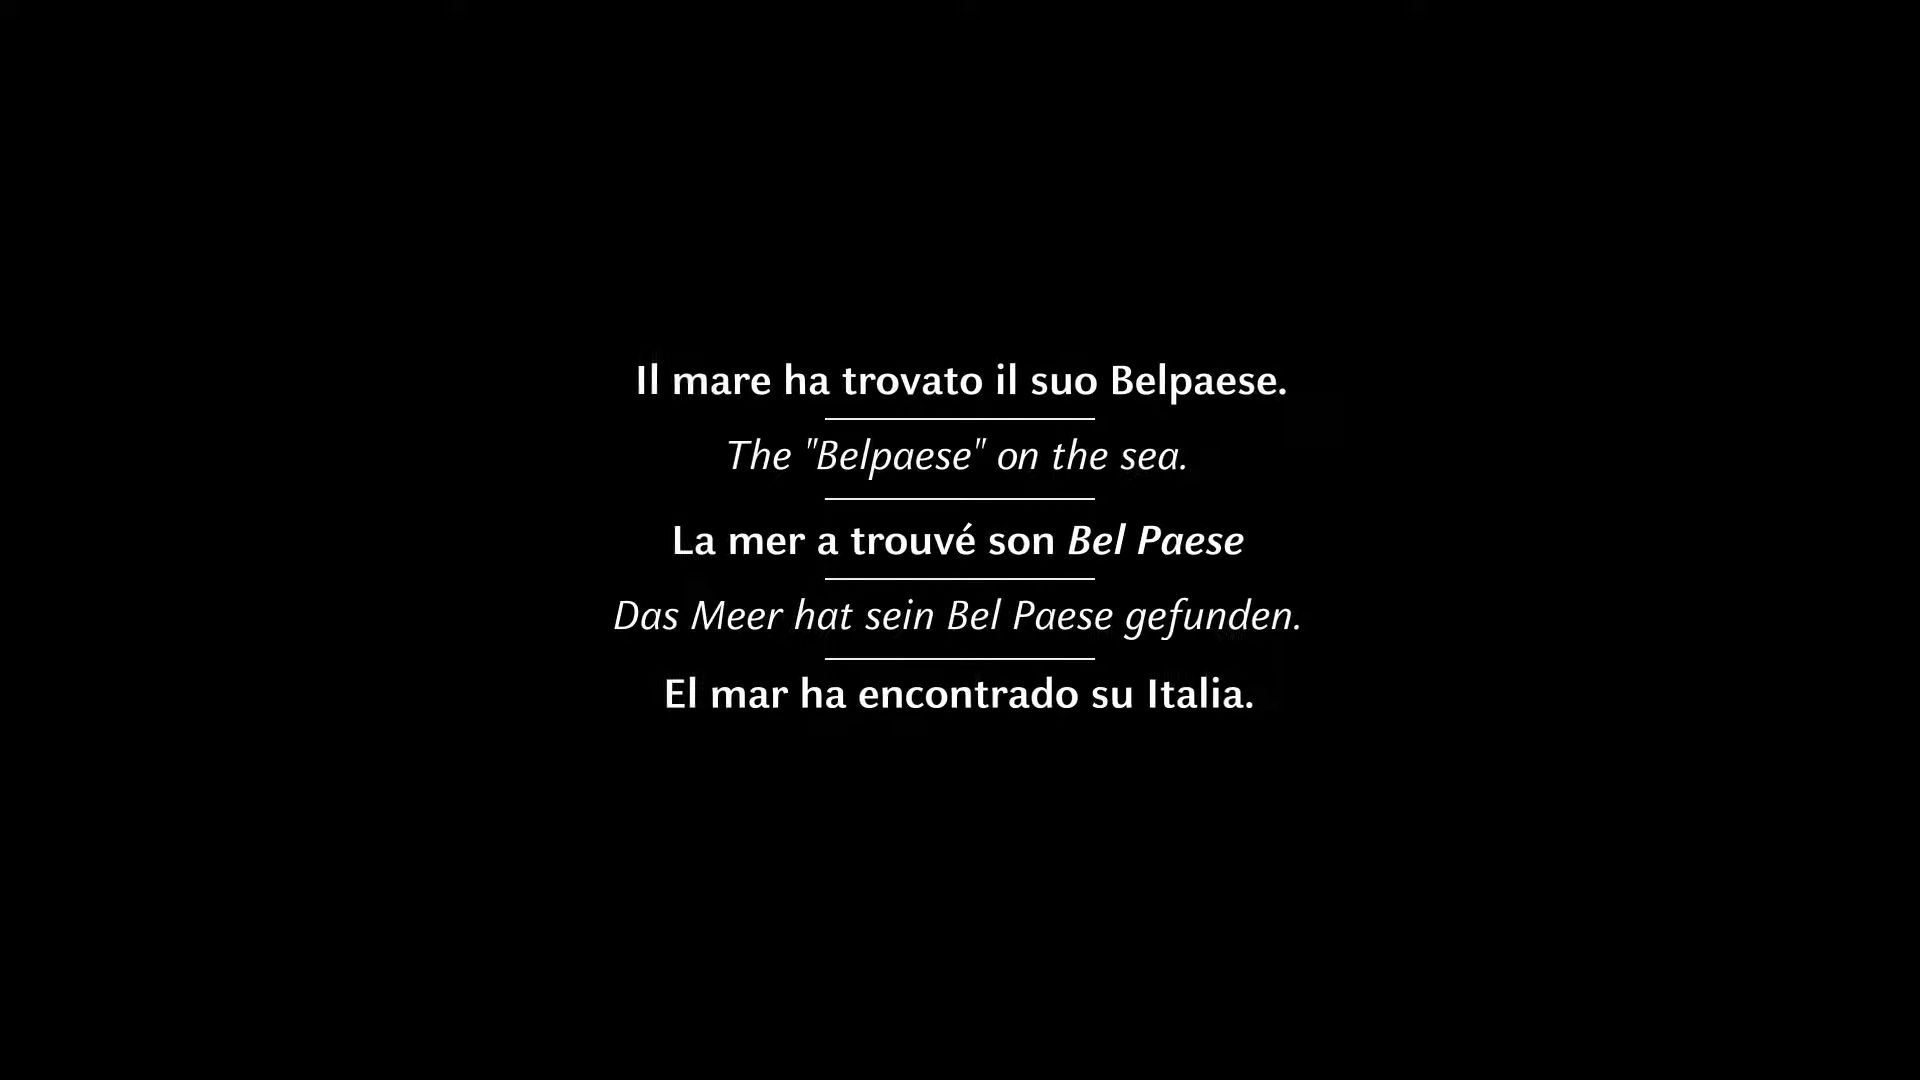 Il mare ha trovato il suo Belpaese.
The "Belpaese" on the sea.
La mer a trouvé son Bel Paese
Das Meer hat sein Bel Paese gefunden.
El mar ha encontrado su Italia.